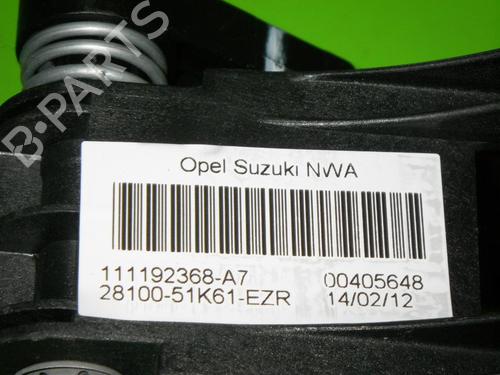 B-PARTS
Opel Suzuki NWA
111192368-A7 00405648
28100-51K61-EZR 14/02/12